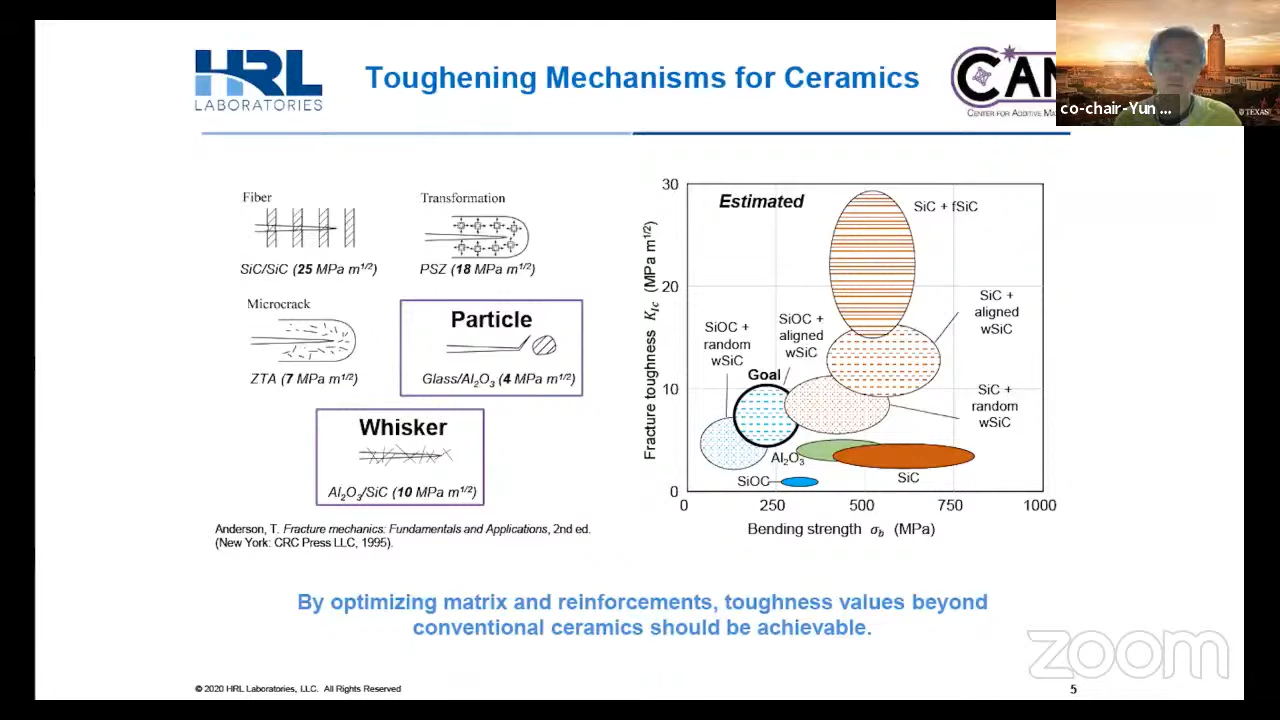 HRL
LABORATORIES
Toughening Mechanisms for Ceramics
CENTER FOR ADDITIVE
co-chair-Yun ...
TEXAS
Fiber
SiC/SiC (25 MPa m¹/²)
Transformation
PSZ (18 MPa m¹/²)
Microcrack
ZTA (7 MPa m¹/²)
Particle
Glass/Al₂O₃ (4 MPa m¹/²)
Whisker
Al₂O₃/SiC (10 MPa m¹/²)
Anderson, T. Fracture mechanics: Fundamentals and Applications, 2nd ed.
(New York: CRC Press LLC, 1995).
Estimated
Fracture toughness K_Ic (MPa m¹/²)
30
20
10
0
SiC + fSiC
SiC +
aligned
wSiC
SiOC +
random
wSiC
SiOC +
aligned
wSiC
Goal
SiC +
random
wSiC
Al₂O₃
SiC
SiOC
0
250
500
750
1000
Bending strength σ_b (MPa)
By optimizing matrix and reinforcements, toughness values beyond
conventional ceramics should be achievable.
zoom
© 2020 HRL Laboratories, LLC. All Rights Reserved
5